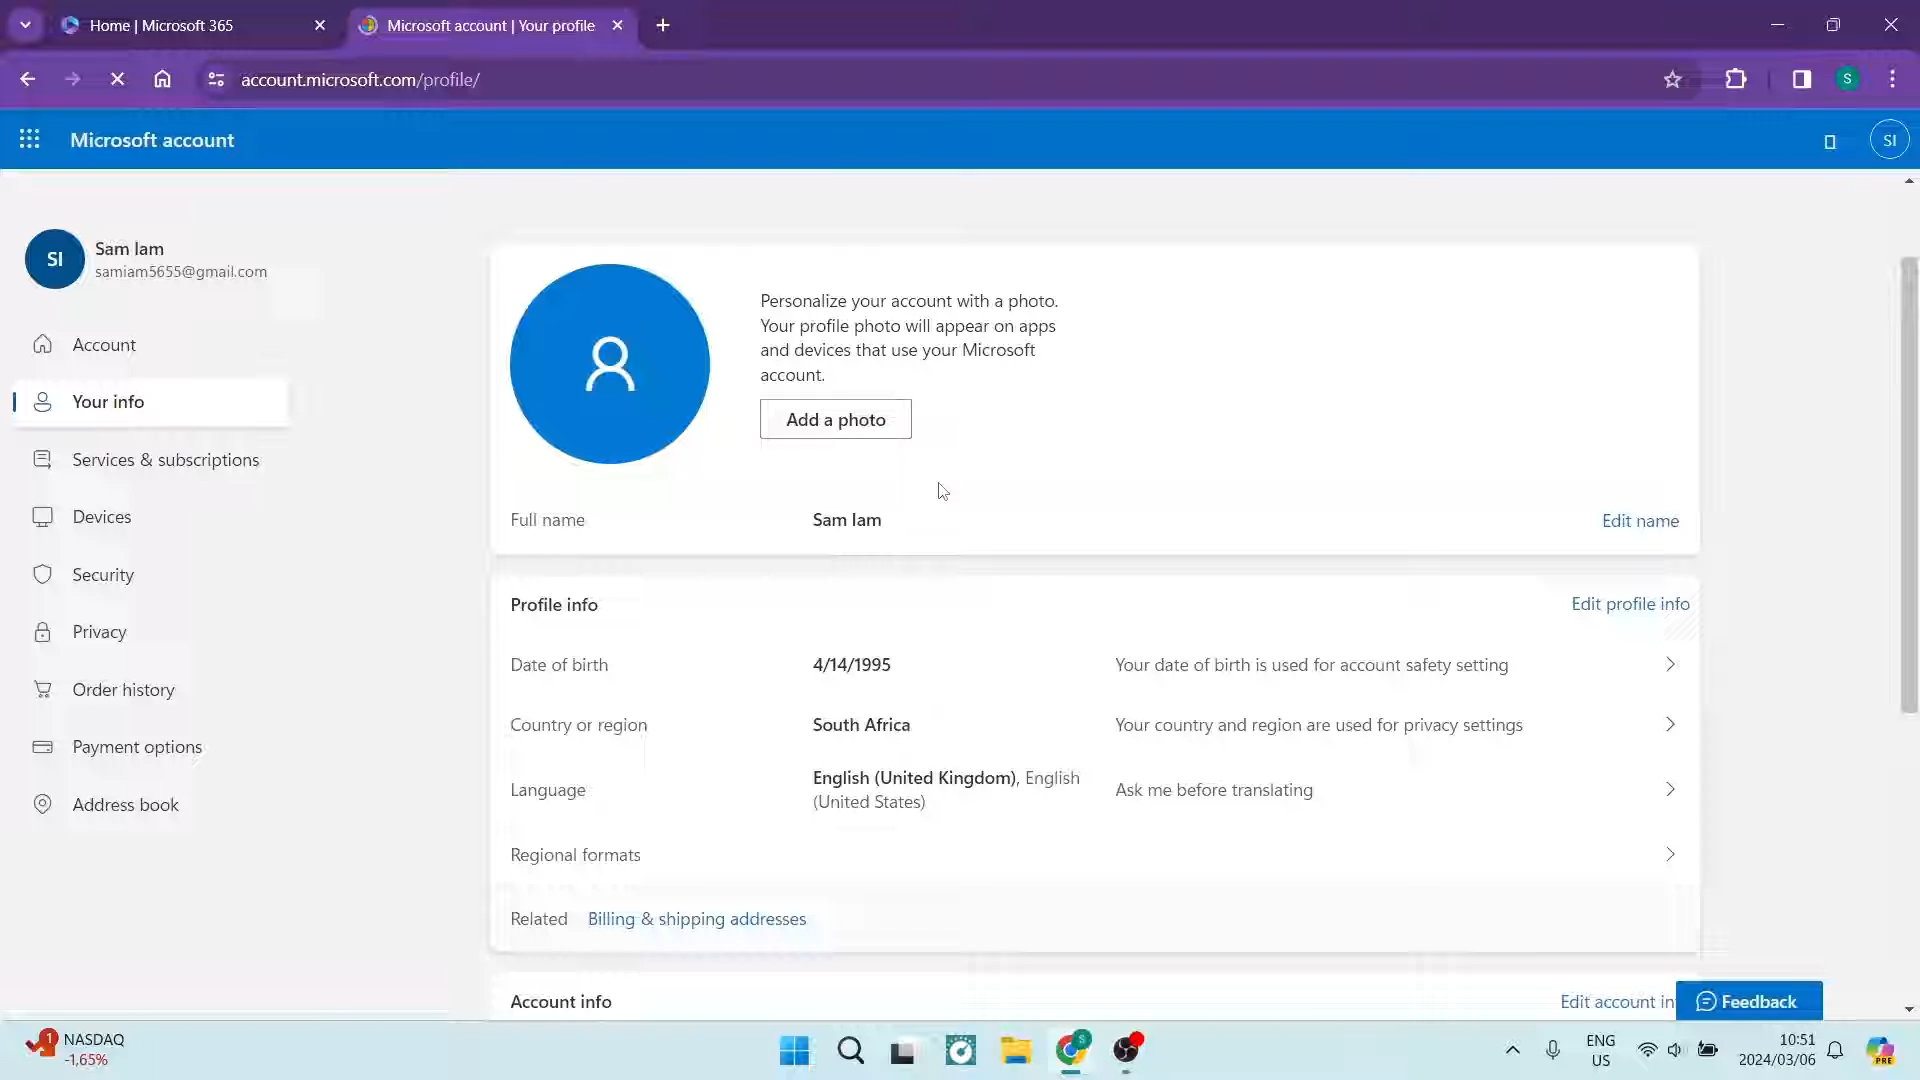 Home | Microsoft 365
Microsoft account | Your profile
account.microsoft.com/profile/
S
Microsoft account
SI
SI
Sam Iam
samiam5655@gmail.com
Account
Your info
Services & subscriptions
Devices
Security
Privacy
Order history
Payment options
Address book
Personalize your account with a photo.
Your profile photo will appear on apps
and devices that use your Microsoft
account.
Add a photo
Full name
Sam Iam
Edit name
Profile info
Edit profile info
Date of birth
4/14/1995
Your date of birth is used for account safety setting
Country or region
South Africa
Your country and region are used for privacy settings
Language
English (United Kingdom), English
(United States)
Ask me before translating
Regional formats
Related
Billing & shipping addresses
Account info
Edit account in
Feedback
1
NASDAQ
-1,65%
S
ENG
US
10:51
2024/03/06
PRE